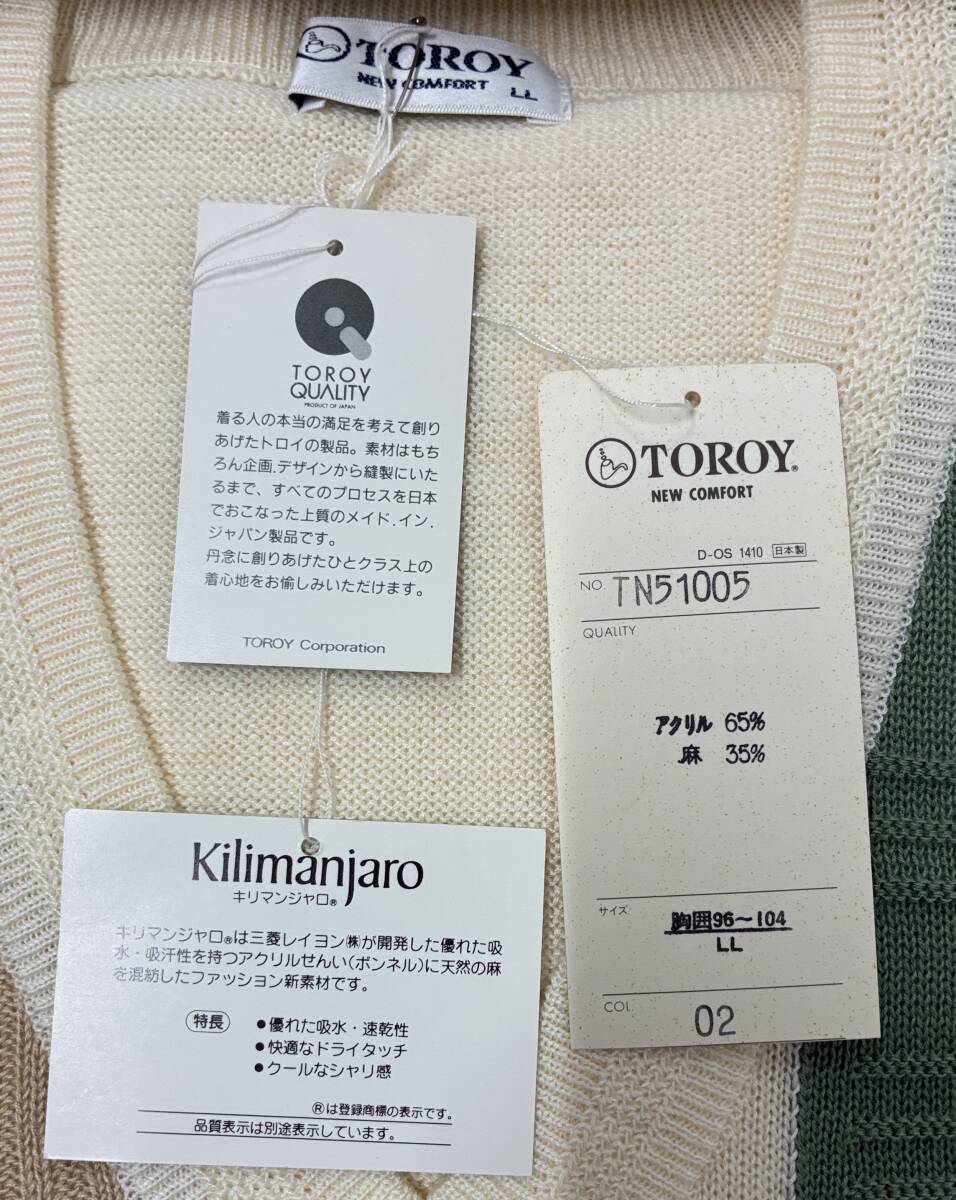 TOROY
NEW COMFORT
LL
TOROY
QUALITY
PRODUCT OF JAPAN
着る人の本当の満足を考えて創り
あげたトロイの製品。素材はもち
ろん企画.デザインから縫製にいた
るまで、すべてのプロセスを日本
でおこなった上質のメイド.イン.
ジャパン製品です。
丹念に創りあげたひとクラス上の
着心地をお愉しみいただけます。
TOROY Corporation
TOROY®
NEW COMFORT
D-OS 1410 日本製
NO. TN51005
QUALITY
アクリル 65%
麻 35%
サイズ
胸囲96〜104
LL
COL.
02
Kilimanjaro
キリマンジャロ®
キリマンジャロ®は三菱レイヨン㈱が開発した優れた吸
水・吸汗性を持つアクリルせんい(ボンネル)に天然の麻
を混紡したファッション新素材です。
特長 ●優れた吸水・速乾性
●快適なドライタッチ
●クールなシャリ感
®は登録商標の表示です。
品質表示は別途表示しています。